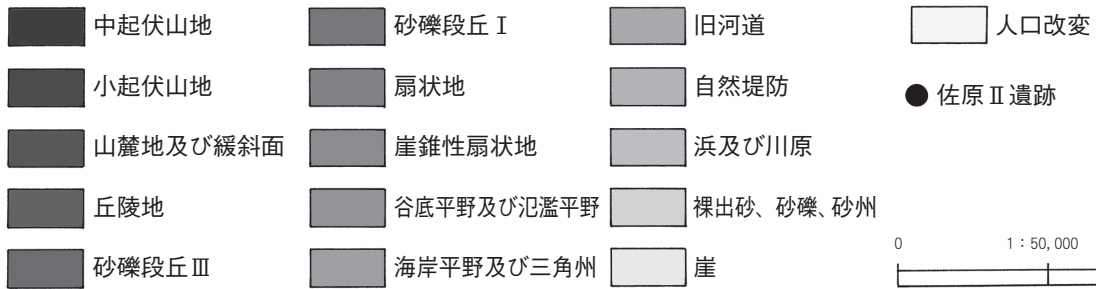 中起伏山地
小起伏山地
山麓地及び緩斜面
丘陵地
砂礫段丘Ⅲ
砂礫段丘Ⅰ
扇状地
崖錐性扇状地
谷底平野及び氾濫平野
海岸平野及び三角州
旧河道
自然堤防
浜及び川原
裸出砂、砂礫、砂州
崖
人口改変
佐原Ⅱ遺跡
0 1：50,000